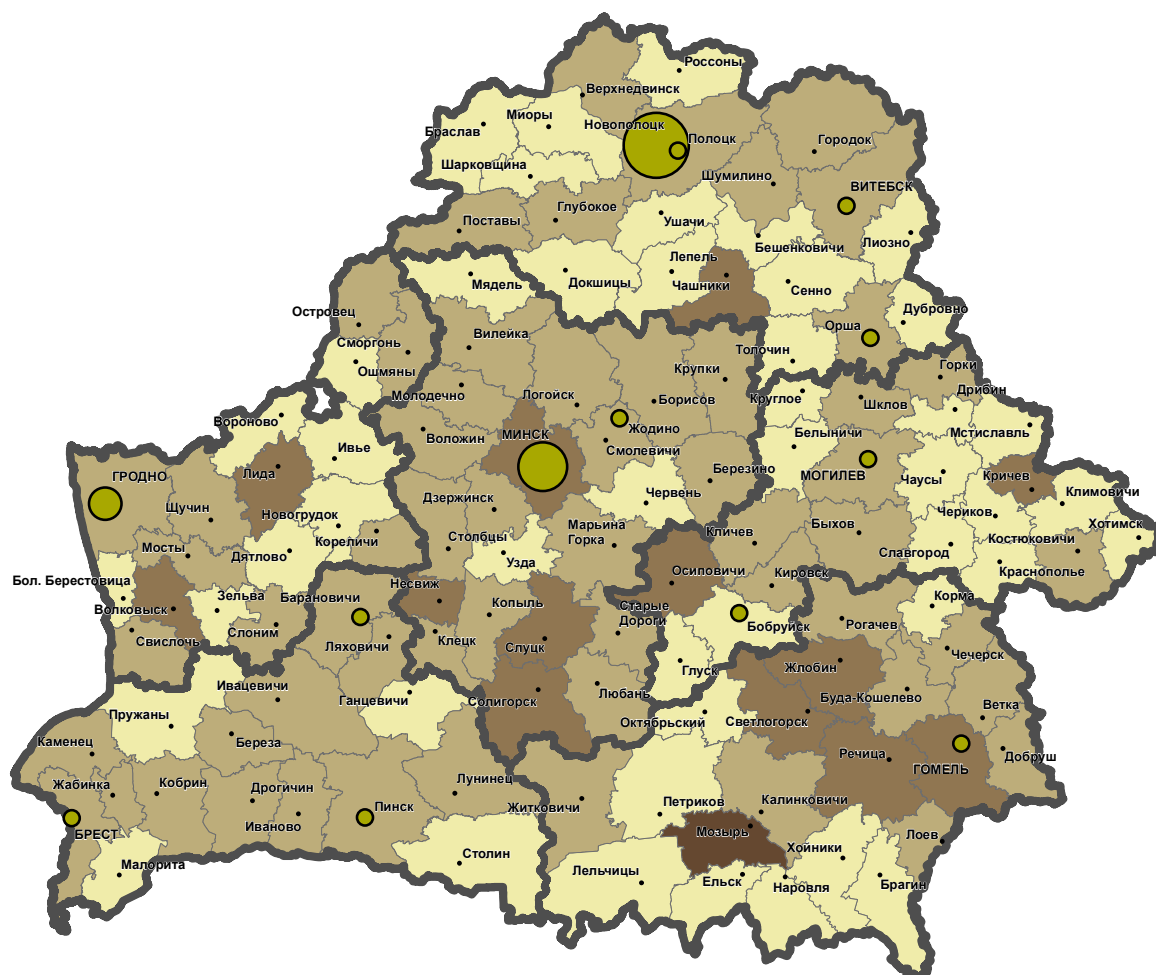 Россоны
Верхнедвинск
Миоры
Новополоцк
Браслав
Полоцк
Городок
Шарковщина
Шумилино
ВИТЕБСК
Глубокое
Поставы
Ушачи
Бешенковичи
Лиозно
Лепель
Мядель
Докшицы
Чашники
Сенно
Островец
Дубровно
Орша
Вилейка
Сморгонь
Толочин
Ошмяны
Крупки
Горки
Молодечно
Логойск
Борисов
Круглое
Дрибин
Шклов
Вороново
Жодино
Мстиславль
Воложин
МИНСК
Белыничи
Ивье
Смолевичи
Лида
Березино
МОГИЛЕВ
Чаусы
Кричев
ГРОДНО
Червень
Климовичи
Дзержинск
Щучин
Новогрудок
Чериков
Марьина
Горка
Кличев
Быхов
Хотимск
Кореличи
Столбцы
Костюковичи
Мосты
Дятлово
Славгород
Узда
Краснополье
Бол. Берестовица
Осиповичи
Несвиж
Кировск
Зельва
Барановичи
Корма
Волковыск
Копыль
Старые
Дороги
Рогачев
Слоним
Бобруйск
Свислочь
Ляховичи
Клецк
Слуцк
Чечерск
Жлобин
Глуск
Ивацевичи
Любань
Ганцевичи
Буда-Кошелево
Солигорск
Ветка
Пружаны
Октябрьский
Светлогорск
Береза
Каменец
Речица
Добруш
ГОМЕЛЬ
Лунинец
Жабинка
Кобрин
Дрогичин
Петриков
Калинковичи
Житковичи
Пинск
Иваново
БРЕСТ
Мозырь
Лоев
Хойники
Столин
Малорита
Лельчицы
Ельск
Наровля
Брагин